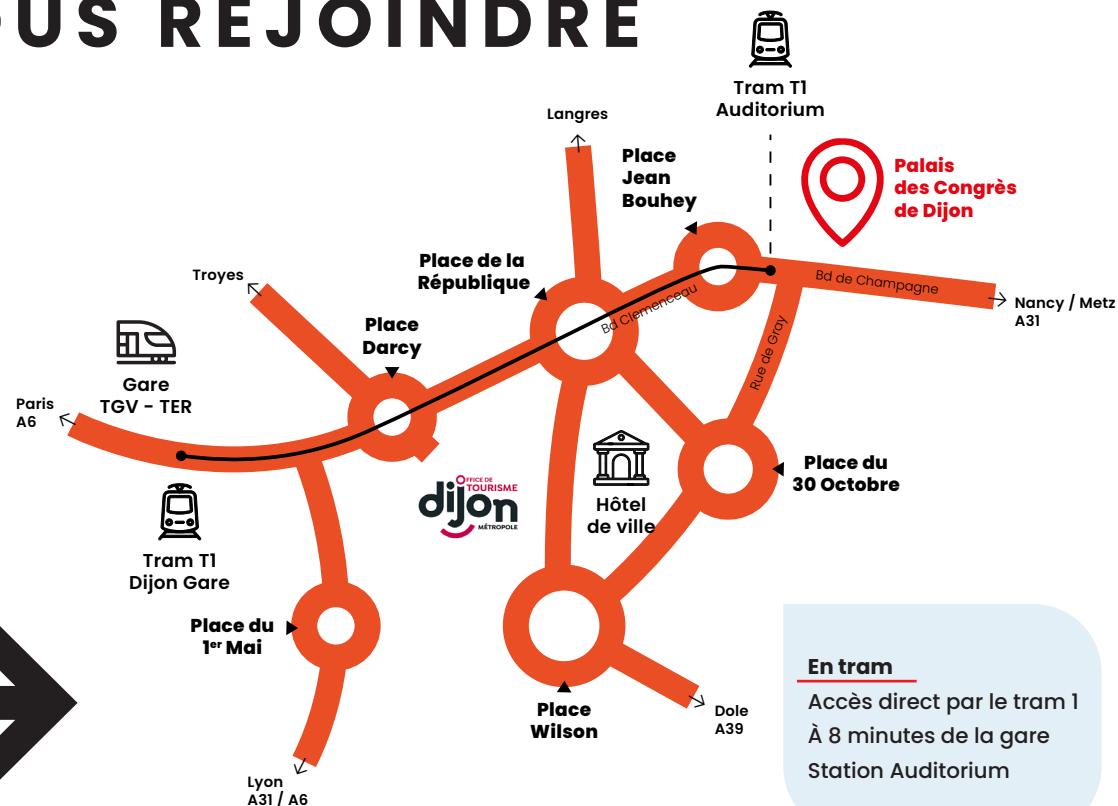 OUS REJOINDRE
Tram T1
Auditorium
Langres
Place
Jean
Bouhey
Palais
des Congrès
de Dijon
Place de la
République
Troyes
Bd de Champagne
Nancy / Metz
A31
Bd Clemenceau
Place
Darcy
Rue de Gray
Gare
TGV - TER
Paris
A6
Place du
30 Octobre
OFFICE DE
TOURISME
dijon
MÉTROPOLE
Hôtel
de ville
Tram T1
Dijon Gare
Place du
1er Mai
Place
Wilson
Dole
A39
Lyon
A31 / A6
En tram
Accès direct par le tram 1
À 8 minutes de la gare
Station Auditorium